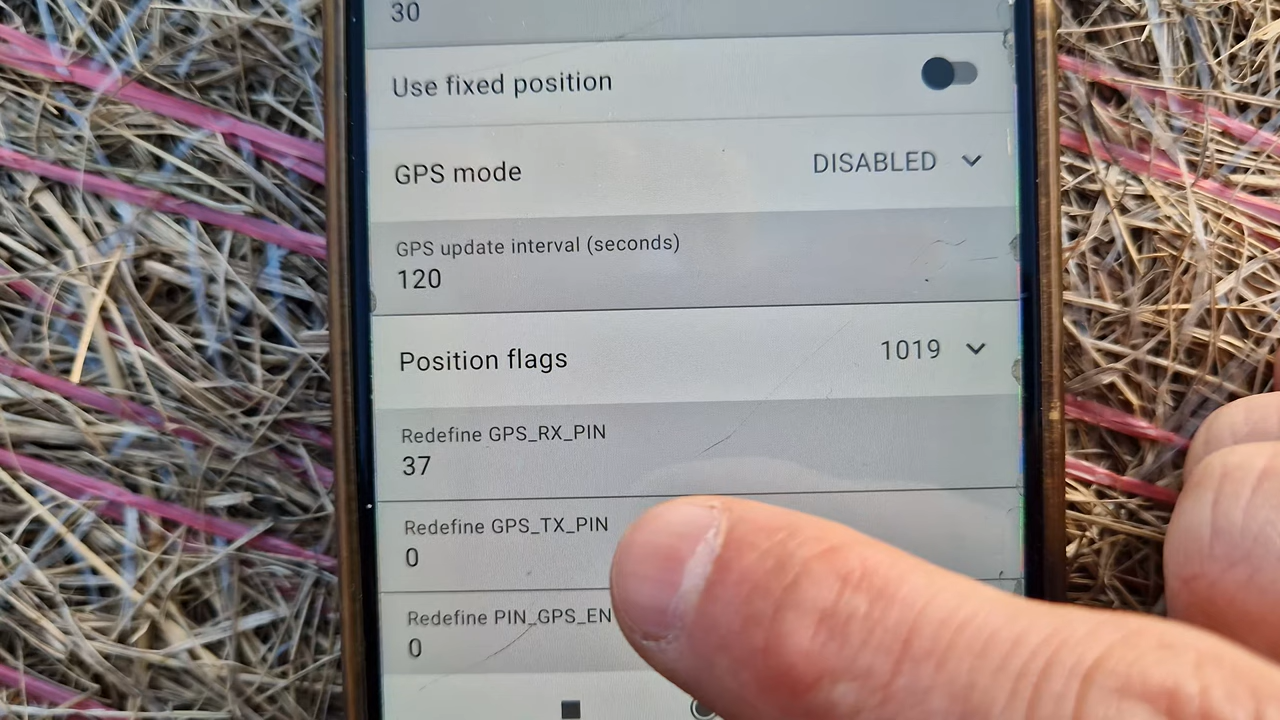 30
Use fixed position
GPS mode DISABLED
GPS update interval (seconds)
120
Position flags 1019
Redefine GPS_RX_PIN
37
Redefine GPS_TX_PIN
0
Redefine PIN_GPS_EN
0